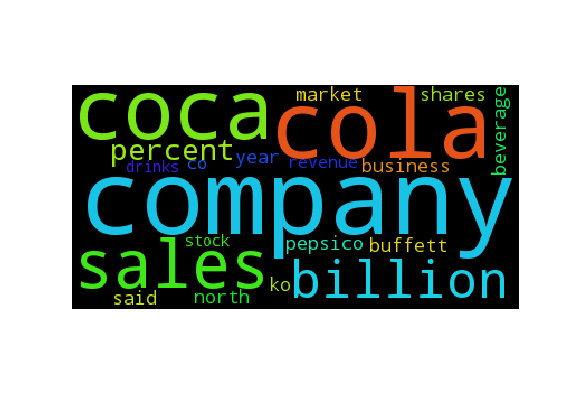 coca cola market shares beverage
percent drinks co year revenue business
company
sales stock pepsico buffett
said north ko billion